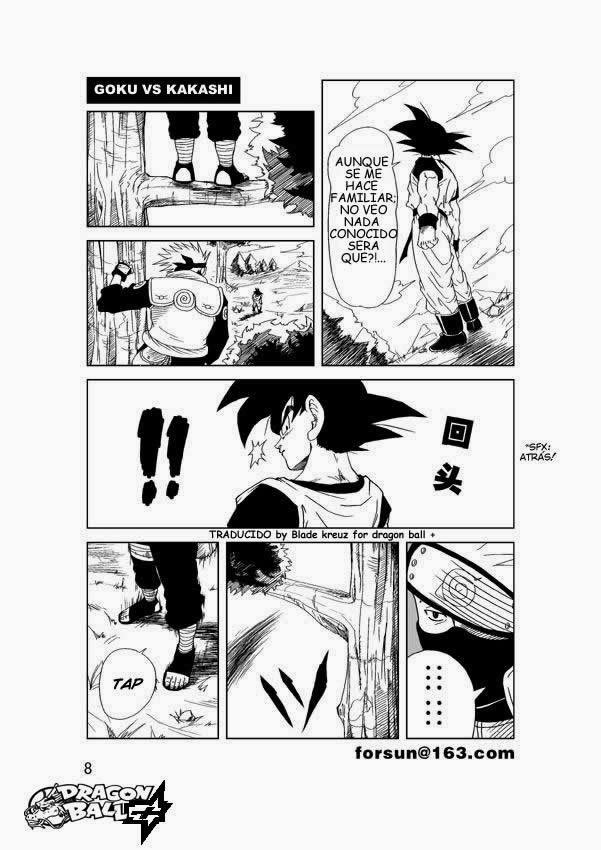 GOKU VS KAKASHI
AUNQUE
SE ME
HACE
FAMILIAR;
NO VEO
NADA
CONOCIDO
SERA
QUE?!...
!!
回
头
*SFX:
ATRÁS!
TRADUCIDO by Blade kreuz for dragon ball +
TAP
forsun@163.com
8
DRAGON
BALL